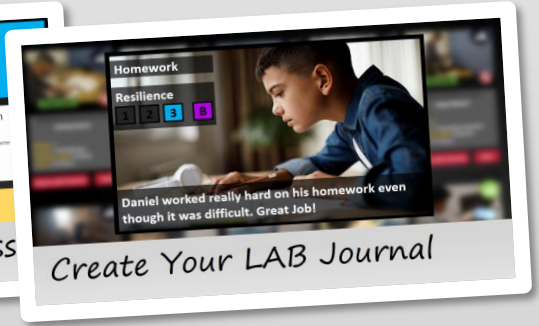 Homework
Resilience
1 2 3 B
Daniel worked really hard on his homework even
though it was difficult. Great Job!
ss
Create Your LAB Journal